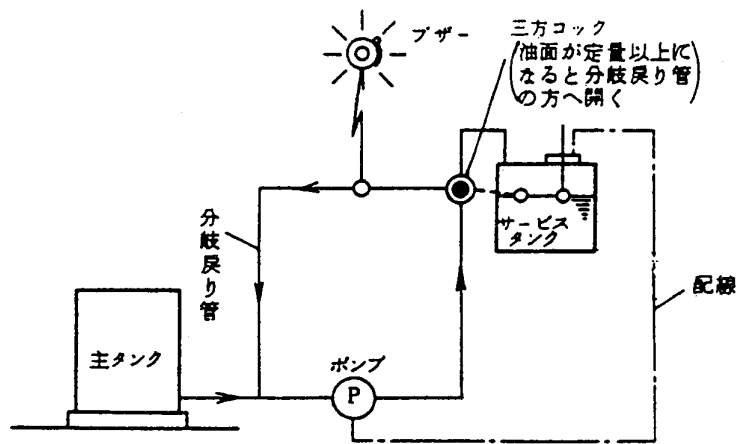 ブザー
三方コック
(油面が定量以上に
なると分岐戻り管
の方へ開く)
サービス
タンク
分岐戻り管
配線
主タンク
ポンプ
P